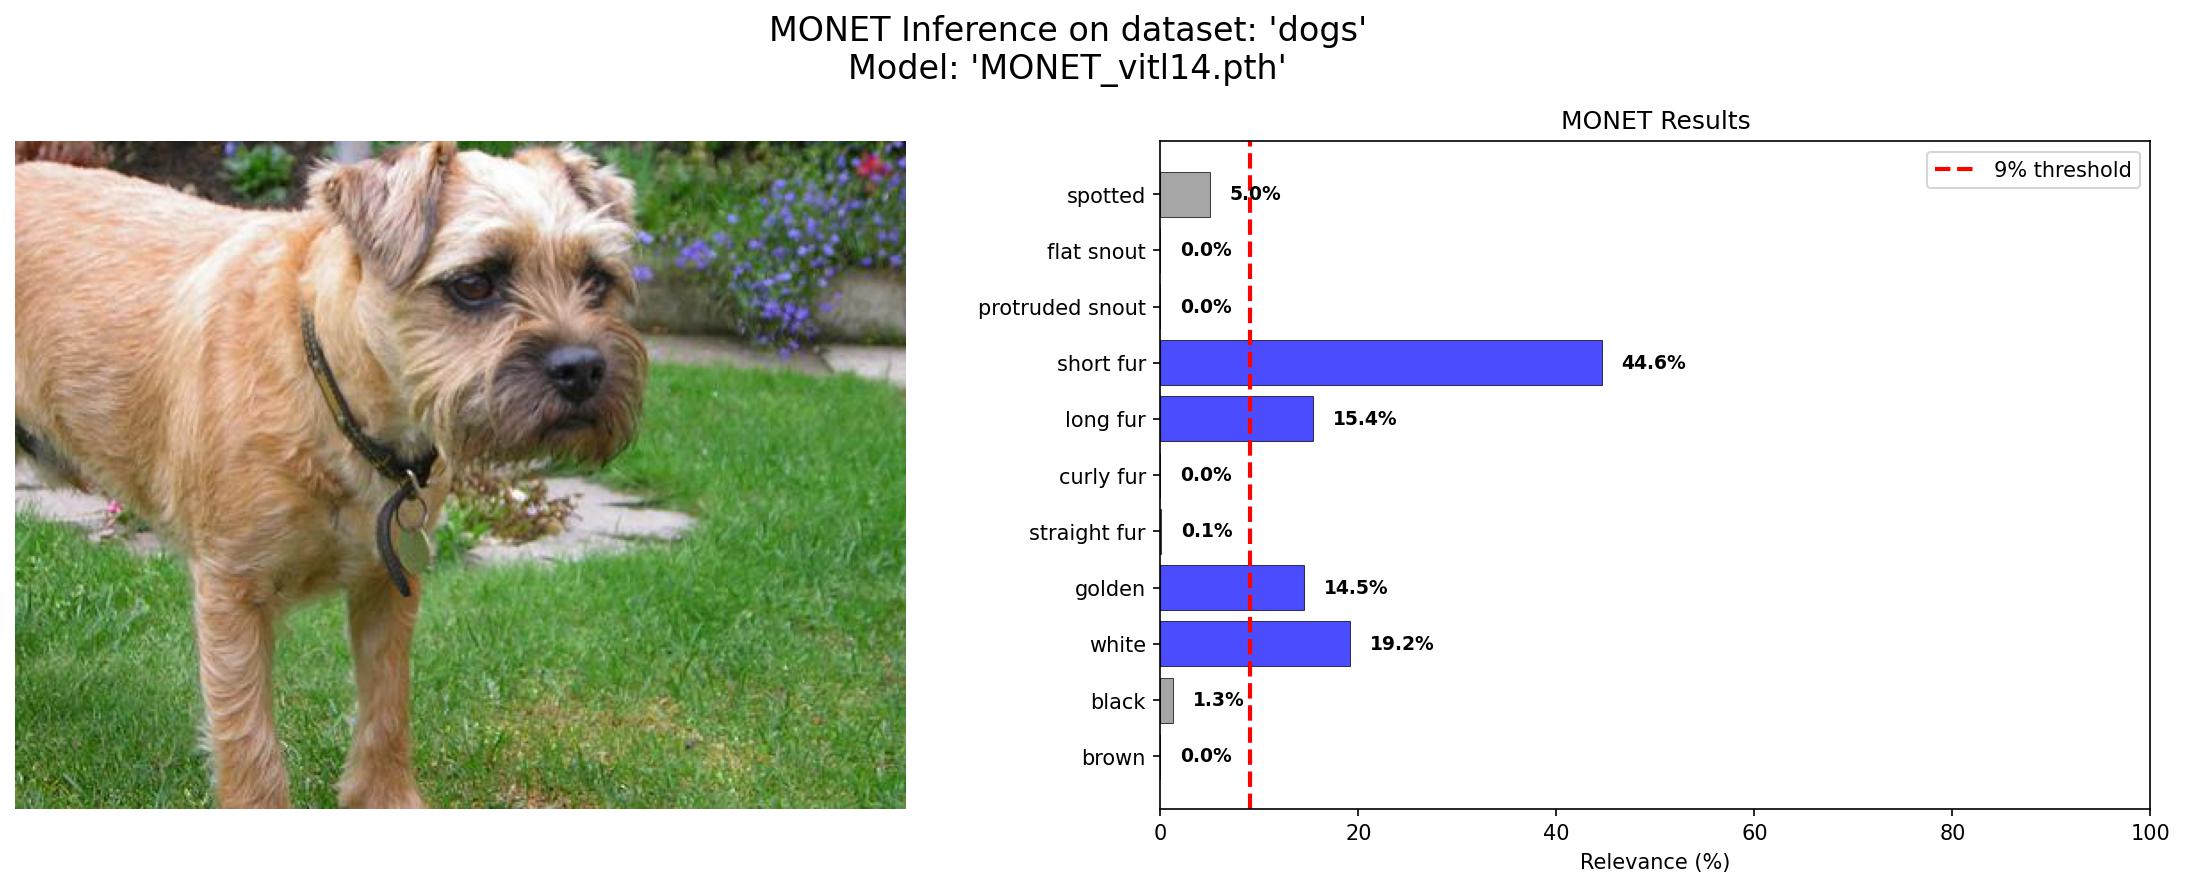 MONET Inference on dataset: 'dogs'
Model: 'MONET_vitl14.pth'
MONET Results
9% threshold
spotted 5.0%
flat snout 0.0%
protruded snout 0.0%
short fur 44.6%
long fur 15.4%
curly fur 0.0%
straight fur 0.1%
golden 14.5%
white 19.2%
black 1.3%
brown 0.0%
0 20 40 60 80 100
Relevance (%)